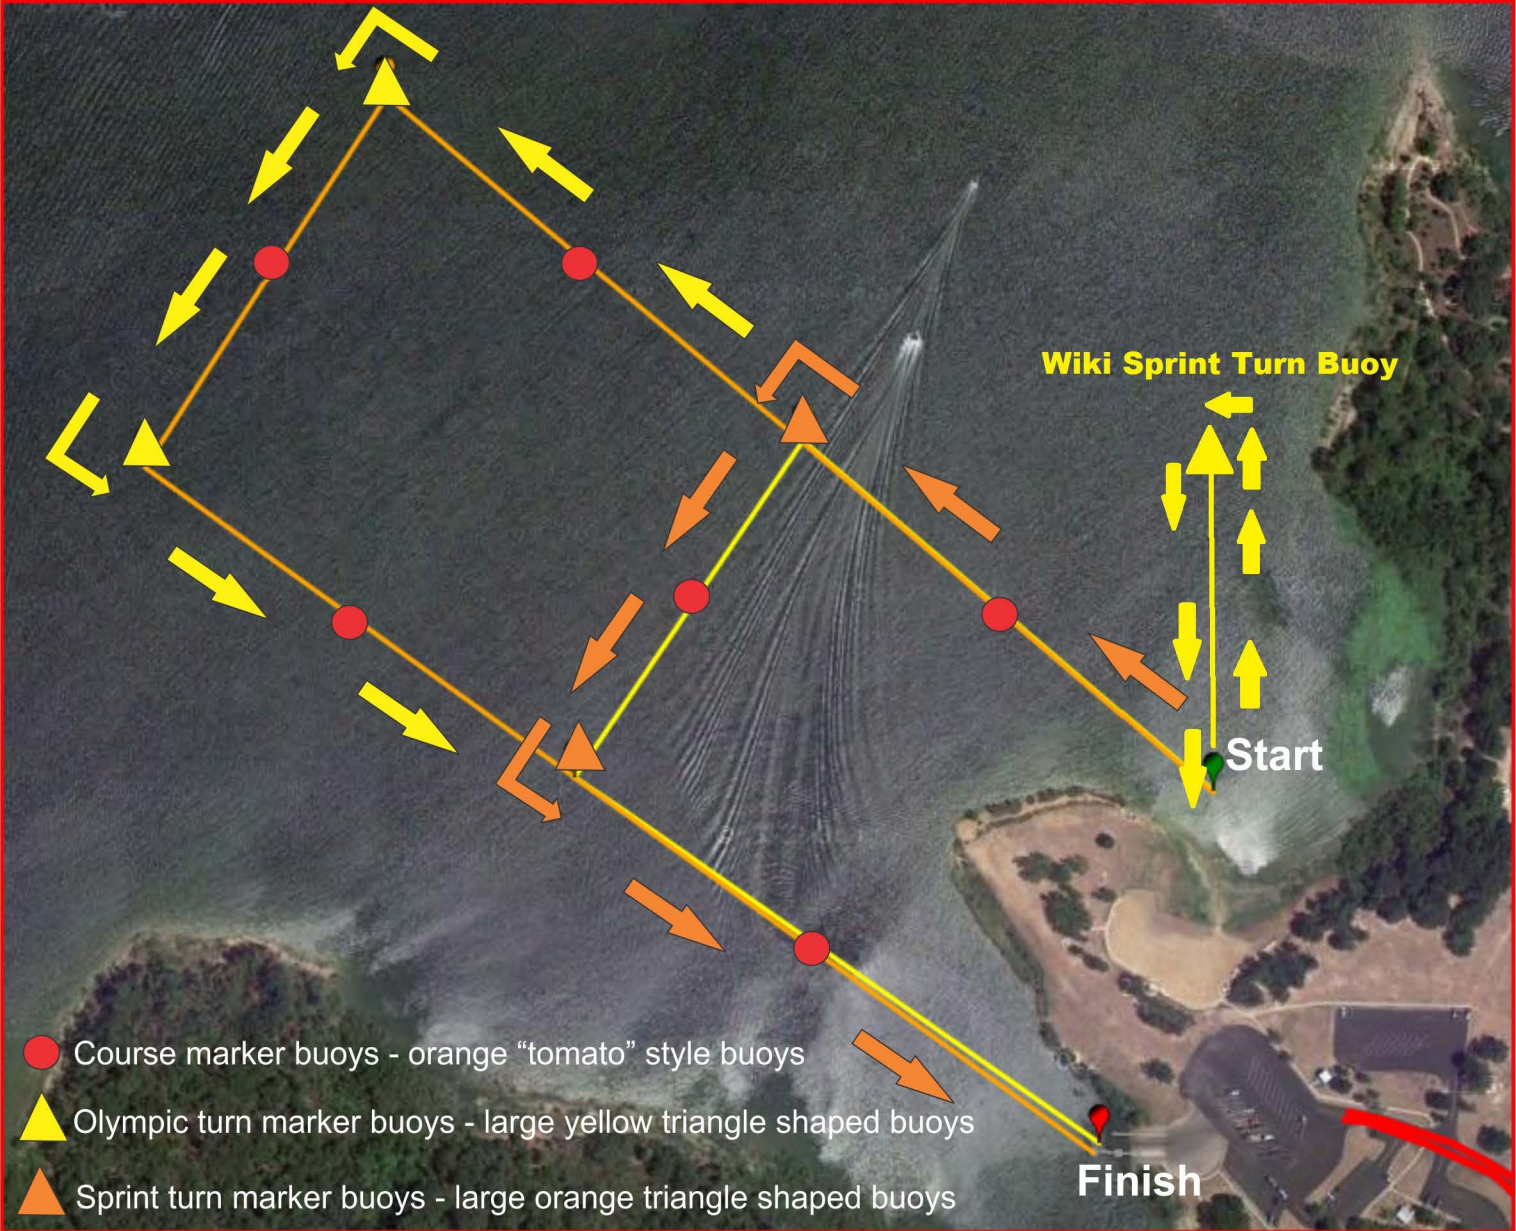 Wiki Sprint Turn Buoy
Start
Course marker buoys - orange “tomato” style buoys
Olympic turn marker buoys - large yellow triangle shaped buoys
Sprint turn marker buoys - large orange triangle shaped buoys
Finish